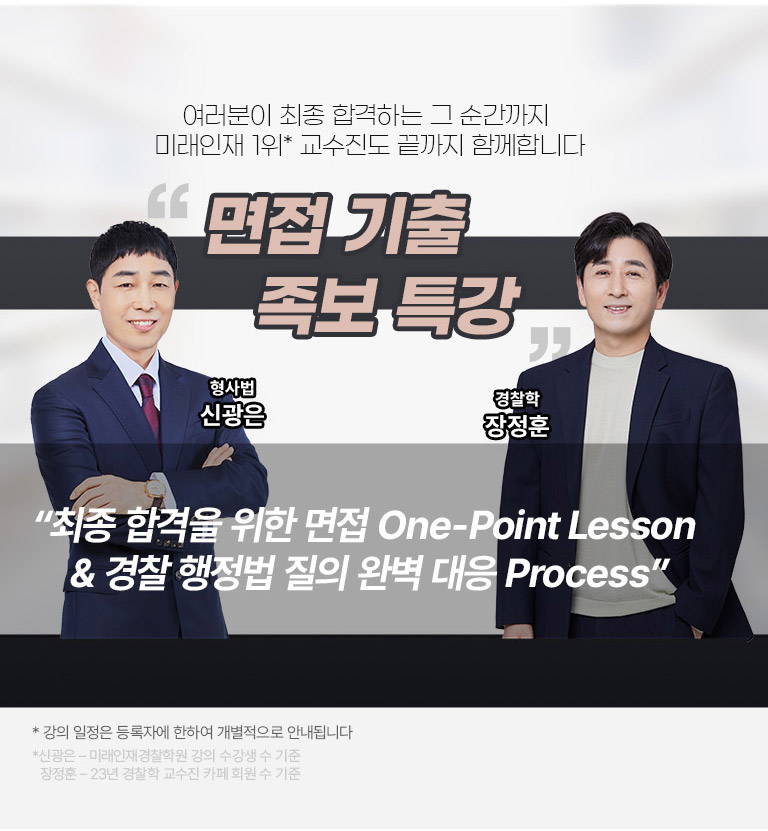 여러분이 최종 합격하는 그 순간까지
미래인재 1위* 교수진도 끝까지 함께합니다
“면접 기출
족보 특강”
형사법
신광은
경찰학
장정훈
“최종 합격을 위한 면접 One-Point Lesson
& 경찰 행정법 질의 완벽 대응 Process”
* 강의 일정은 등록자에 한하여 개별적으로 안내됩니다
*신광은 – 미래인재경찰학원 강의 수강생 수 기준
장정훈 – 23년 경찰학 교수진 카페 회원 수 기준